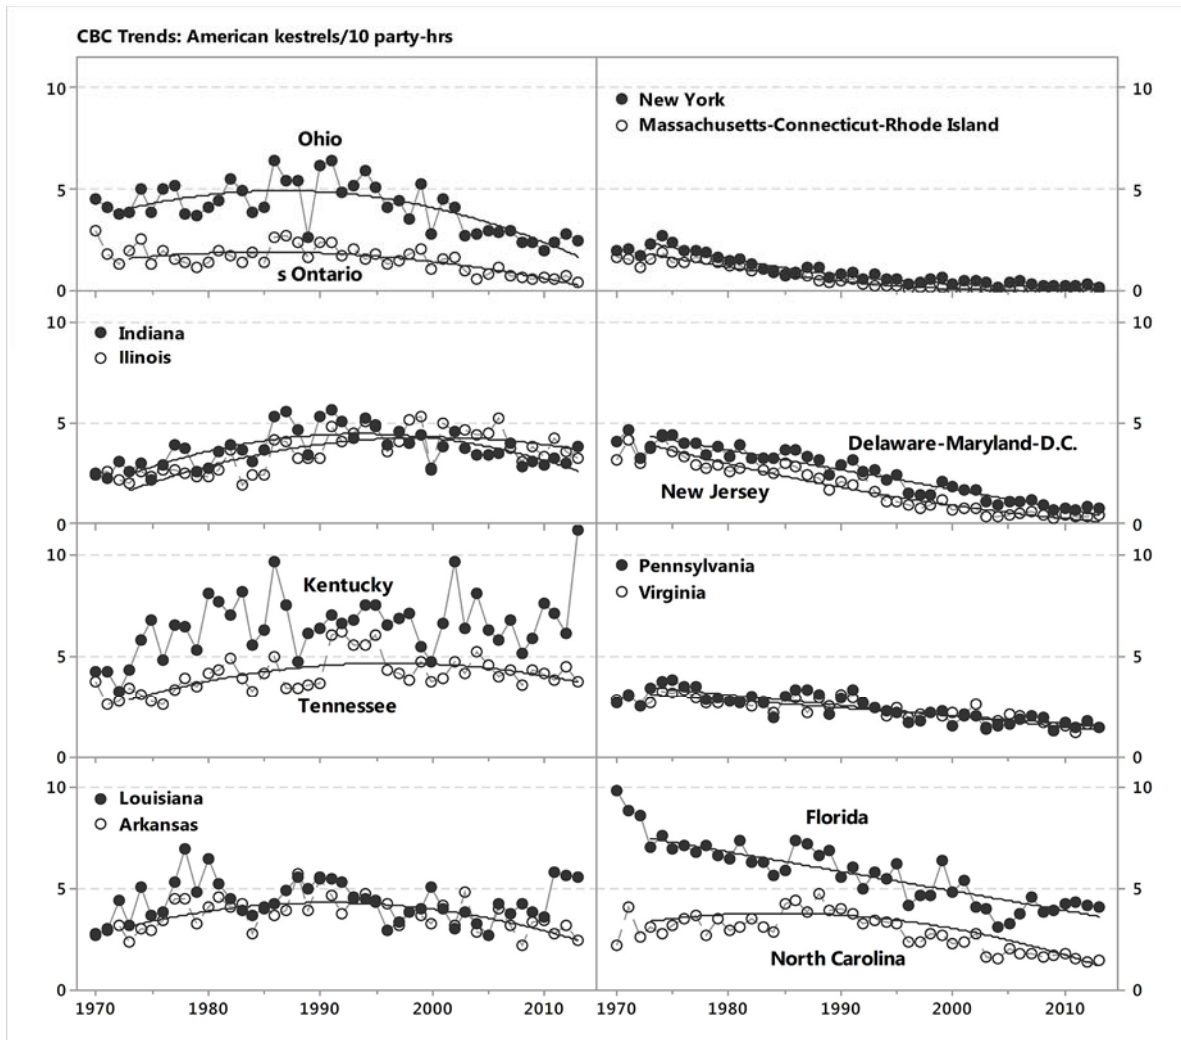 CBC Trends: American kestrels/10 party-hrs
10
5
0
Ohio
s Ontario
New York
Massachusetts-Connecticut-Rhode Island
10
5
0
10
5
0
Indiana
Ilinois
Delaware-Maryland-D.C.
New Jersey
10
5
0
10
5
0
Kentucky
Tennessee
Pennsylvania
Virginia
10
5
0
10
5
0
Louisiana
Arkansas
Florida
North Carolina
10
5
0
1970 1980 1990 2000 2010 1970 1980 1990 2000 2010